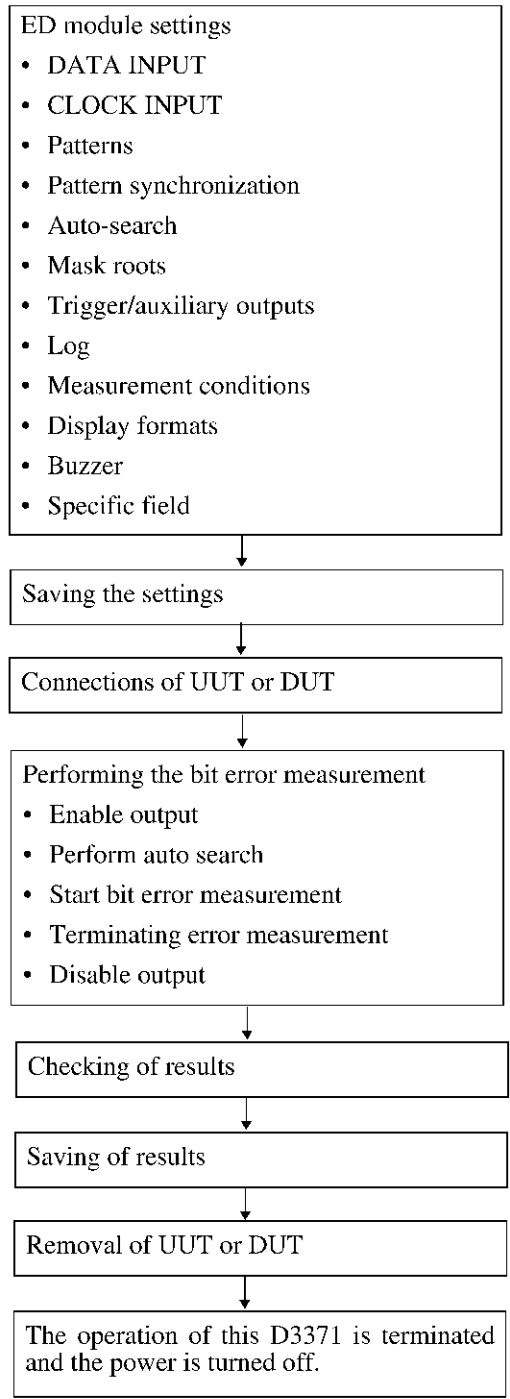 ED module settings
• DATA INPUT
• CLOCK INPUT
• Patterns
• Pattern synchronization
• Auto-search
• Mask roots
• Trigger/auxiliary outputs
• Log
• Measurement conditions
• Display formats
• Buzzer
• Specific field
Saving the settings
Connections of UUT or DUT
Performing the bit error measurement
• Enable output
• Perform auto search
• Start bit error measurement
• Terminating error measurement
• Disable output
Checking of results
Saving of results
Removal of UUT or DUT
The operation of this D3371 is terminated
and the power is turned off.